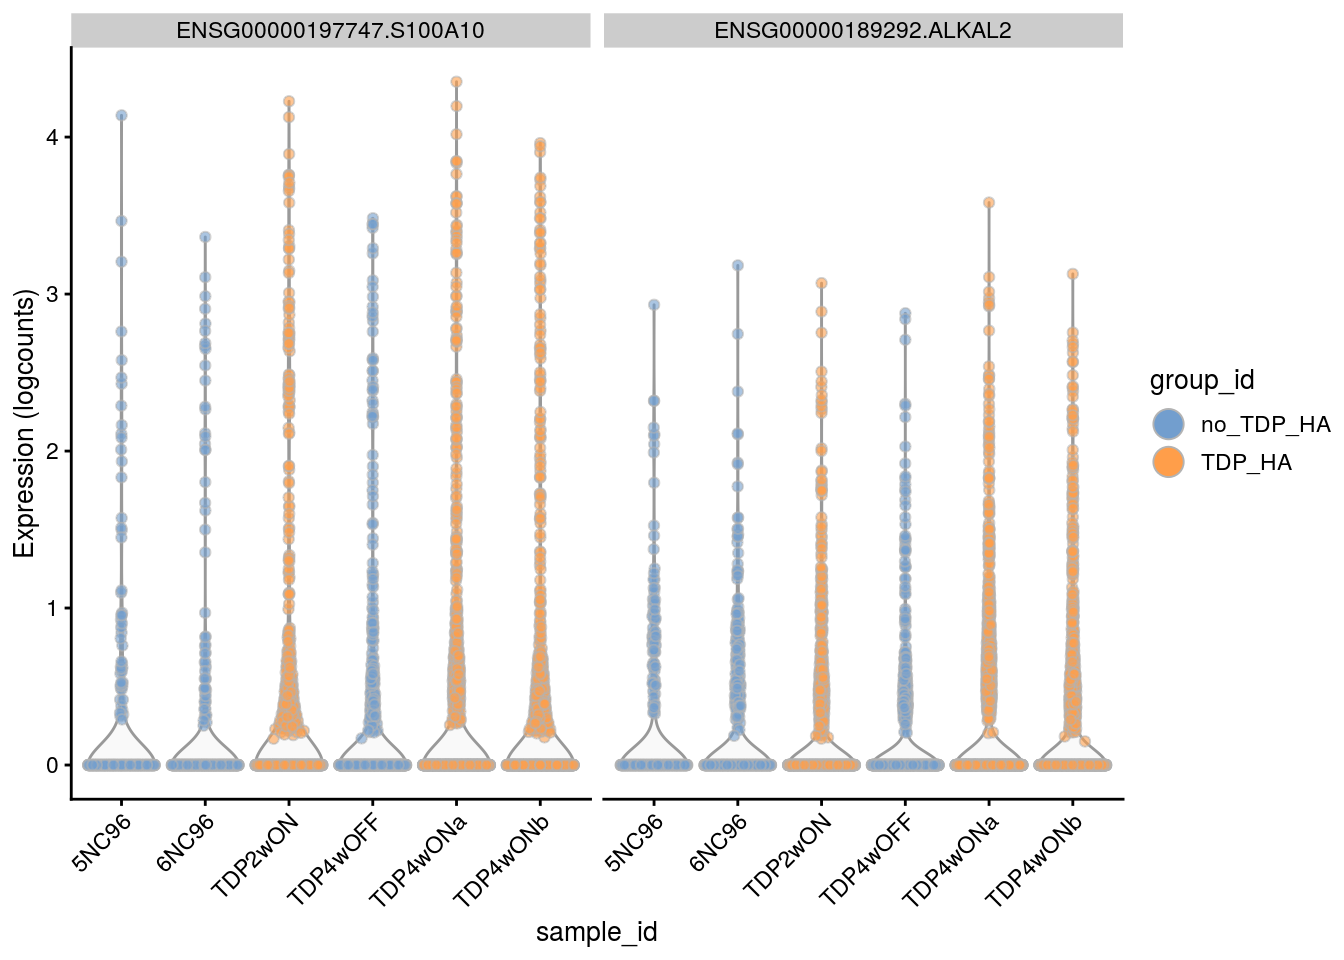 ENSG00000197747.S100A10
ENSG00000189292.ALKAL2
Expression (logcounts)
4
3
2
1
0
5NC96
6NC96
TDP2wON
TDP4wOFF
TDP4wONa
TDP4wONb
5NC96
6NC96
TDP2wON
TDP4wOFF
TDP4wONa
TDP4wONb
sample_id
group_id
no_TDP_HA
TDP_HA